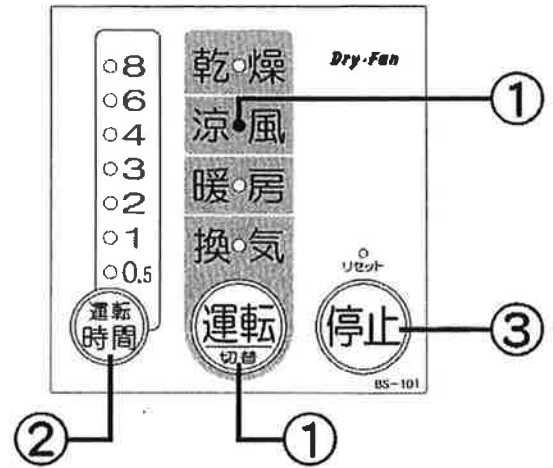 8
6
4
3
2
1
0.5
運転
時間
乾燥
涼風
暖房
換気
運転
切替
Dry・Fan
リセット
停止
BS-101
①
③
②
①